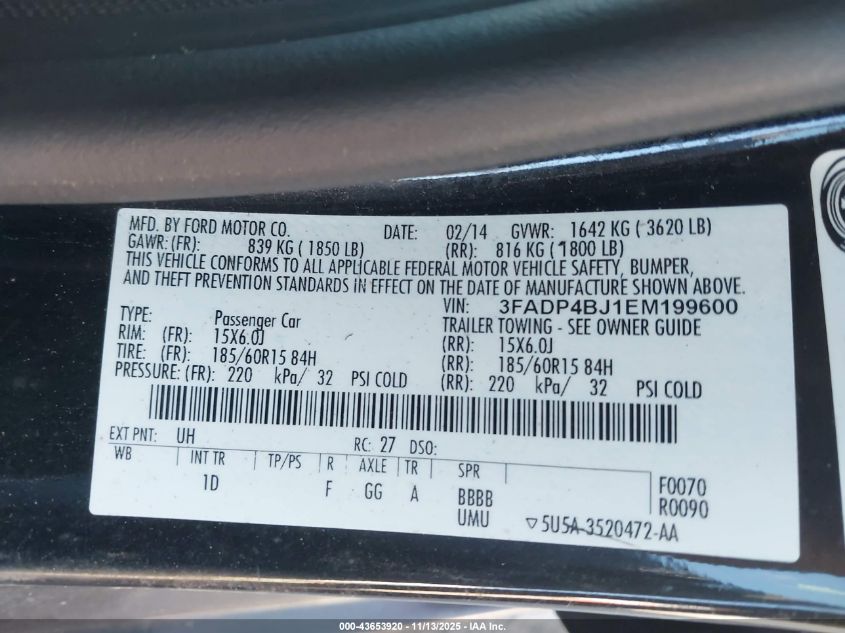 MFD. BY FORD MOTOR CO. DATE: 02/14 GVWR: 1642 KG ( 3620 LB)
GAWR: (FR): 839 KG ( 1850 LB) (RR): 816 KG ( 1800 LB)
THIS VEHICLE CONFORMS TO ALL APPLICABLE FEDERAL MOTOR VEHICLE SAFETY, BUMPER,
AND THEFT PREVENTION STANDARDS IN EFFECT ON THE DATE OF MANUFACTURE SHOWN ABOVE.
VIN: 3FADP4BJ1EM199600
TYPE: Passenger Car TRAILER TOWING - SEE OWNER GUIDE
RIM: (FR): 15X6.0J (RR): 15X6.0J
TIRE: (FR): 185/60R15 84H (RR): 185/60R15 84H
PRESSURE: (FR): 220 kPa/ 32 PSI COLD (RR): 220 kPa/ 32 PSI COLD
EXT PNT: UH RC: 27 DSO:
WB INT TR TP/PS R AXLE TR SPR
1D F GG A BBBB F0070
UMU R0090
▽5U5A-3520472-AA
000-43653920 - 11/13/2025 - IAA Inc.